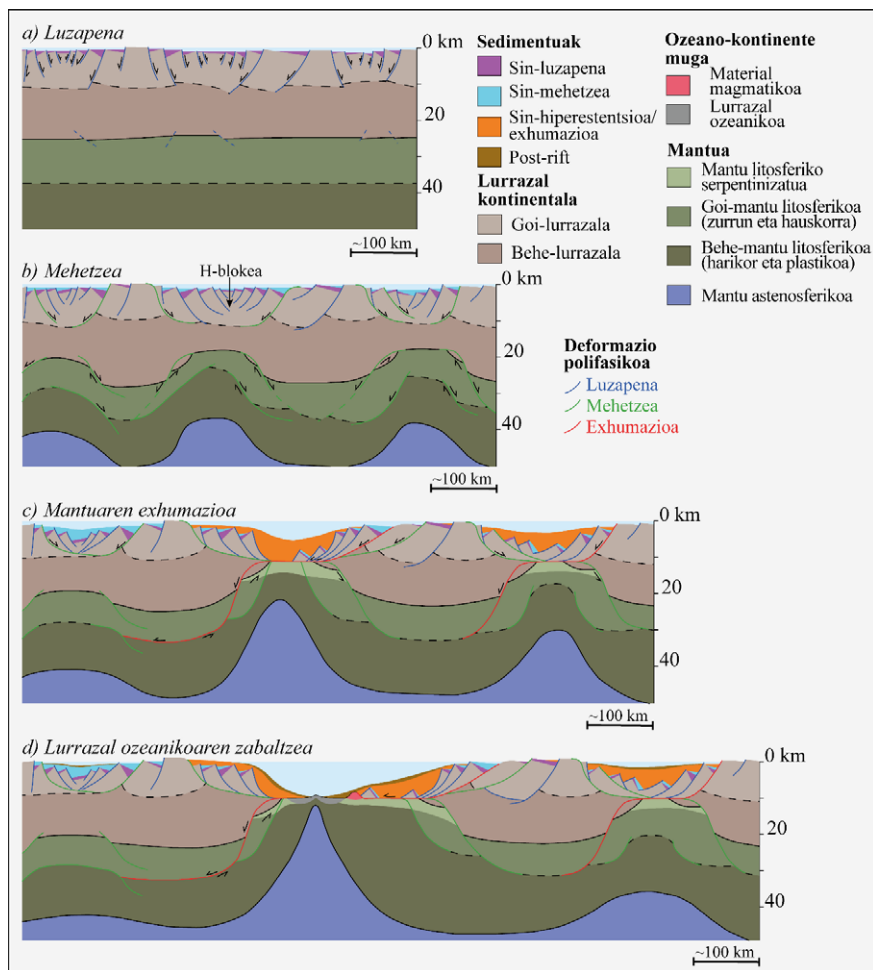 a) Luzapena
0 km
20
40
~100 km
b) Mehetzea
H-blokea
0 km
20
40
~100 km
c) Mantuaren exhumazioa
0 km
20
40
~100 km
d) Lurrazal ozeanikoaren zabaltzea
0 km
20
40
~100 km
Sedimentuak
Sin-luzapena
Sin-mehetzea
Sin-hiperestentsioa/
exhumazioa
Post-rift
Lurrazal
kontinentala
Goi-lurrazala
Behe-lurrazala
Ozeano-kontinente
muga
Material
magmatikoa
Lurrazal
ozeanikoa
Mantua
Mantu litosferiko
serpentinizatua
Goi-mantu litosferikoa
(zurrun eta hauskorra)
Behe-mantu litosferikoa
(harikor eta plastikoa)
Mantu astenosferikoa
Deformazio
polifasikoa
Luzapena
Mehetzea
Exhumazioa